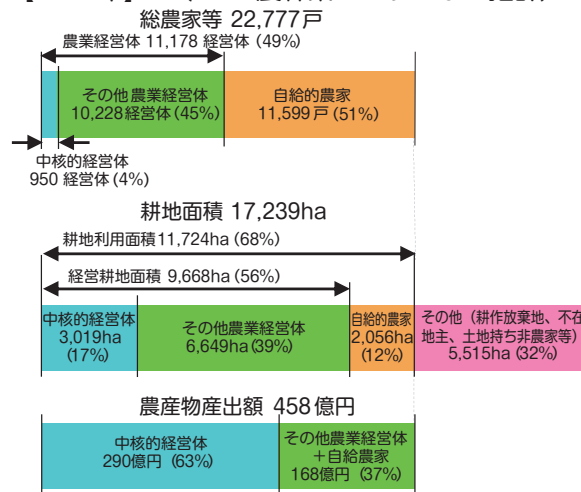 総農家等 22,777戸
農業経営体 11,178 経営体 (49%)
その他農業経営体
10,228経営体(45%)
自給的農家
11,599戸(51%)
中核的経営体
950 経営体(4%)
耕地面積 17,239ha
耕地利用面積11,724ha(68%)
経営耕地面積 9,668ha(56%)
中核的経営体
3,019ha
(17%)
その他農業経営体
6,649ha(39%)
自給的農家
2,056ha
(12%)
その他(耕作放棄地、不在
地主、土地持ち非農家等)
5,515ha(32%)
農産物産出額 458億円
中核的経営体
290億円 (63%)
その他農業経営体
+自給農家
168億円(37%)